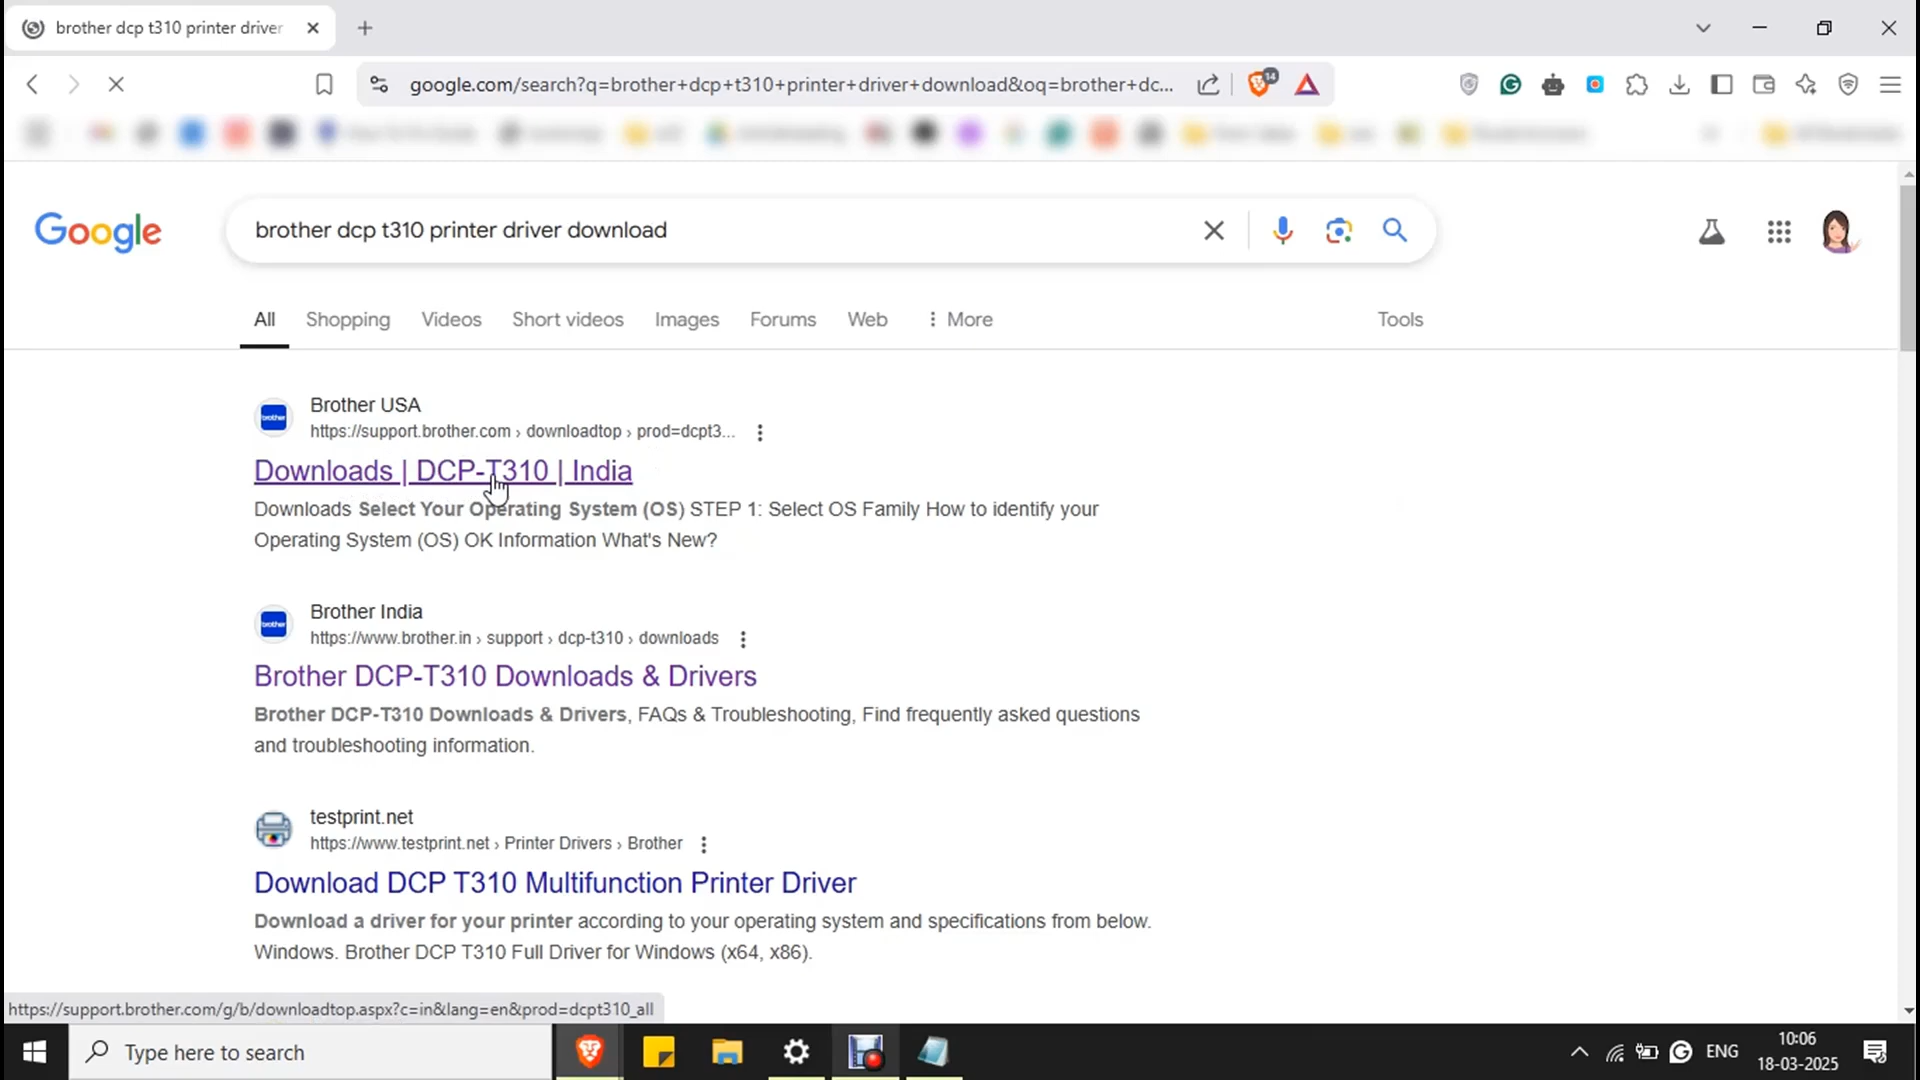 brother dcp t310 printer driver
google.com/search?q=brother+dcp+t310+printer+driver+download&oq=brother+dc...
14
Google
brother dcp t310 printer driver download
All Shopping Videos Short videos Images Forums Web More Tools
brother
Brother USA
https://support.brother.com › downloadtop › prod=dcpt3...
Downloads | DCP-T310 | India
Downloads Select Your Operating System (OS) STEP 1: Select OS Family How to identify your
Operating System (OS) OK Information What's New?
brother
Brother India
https://www.brother.in › support › dcp-t310 › downloads
Brother DCP-T310 Downloads & Drivers
Brother DCP-T310 Downloads & Drivers, FAQs & Troubleshooting, Find frequently asked questions
and troubleshooting information.
testprint.net
https://www.testprint.net › Printer Drivers › Brother
Download DCP T310 Multifunction Printer Driver
Download a driver for your printer according to your operating system and specifications from below.
Windows. Brother DCP T310 Full Driver for Windows (x64, x86).
https://support.brother.com/g/b/downloadtop.aspx?c=in&lang=en&prod=dcpt310_all
Type here to search
ENG
10:06
18-03-2025